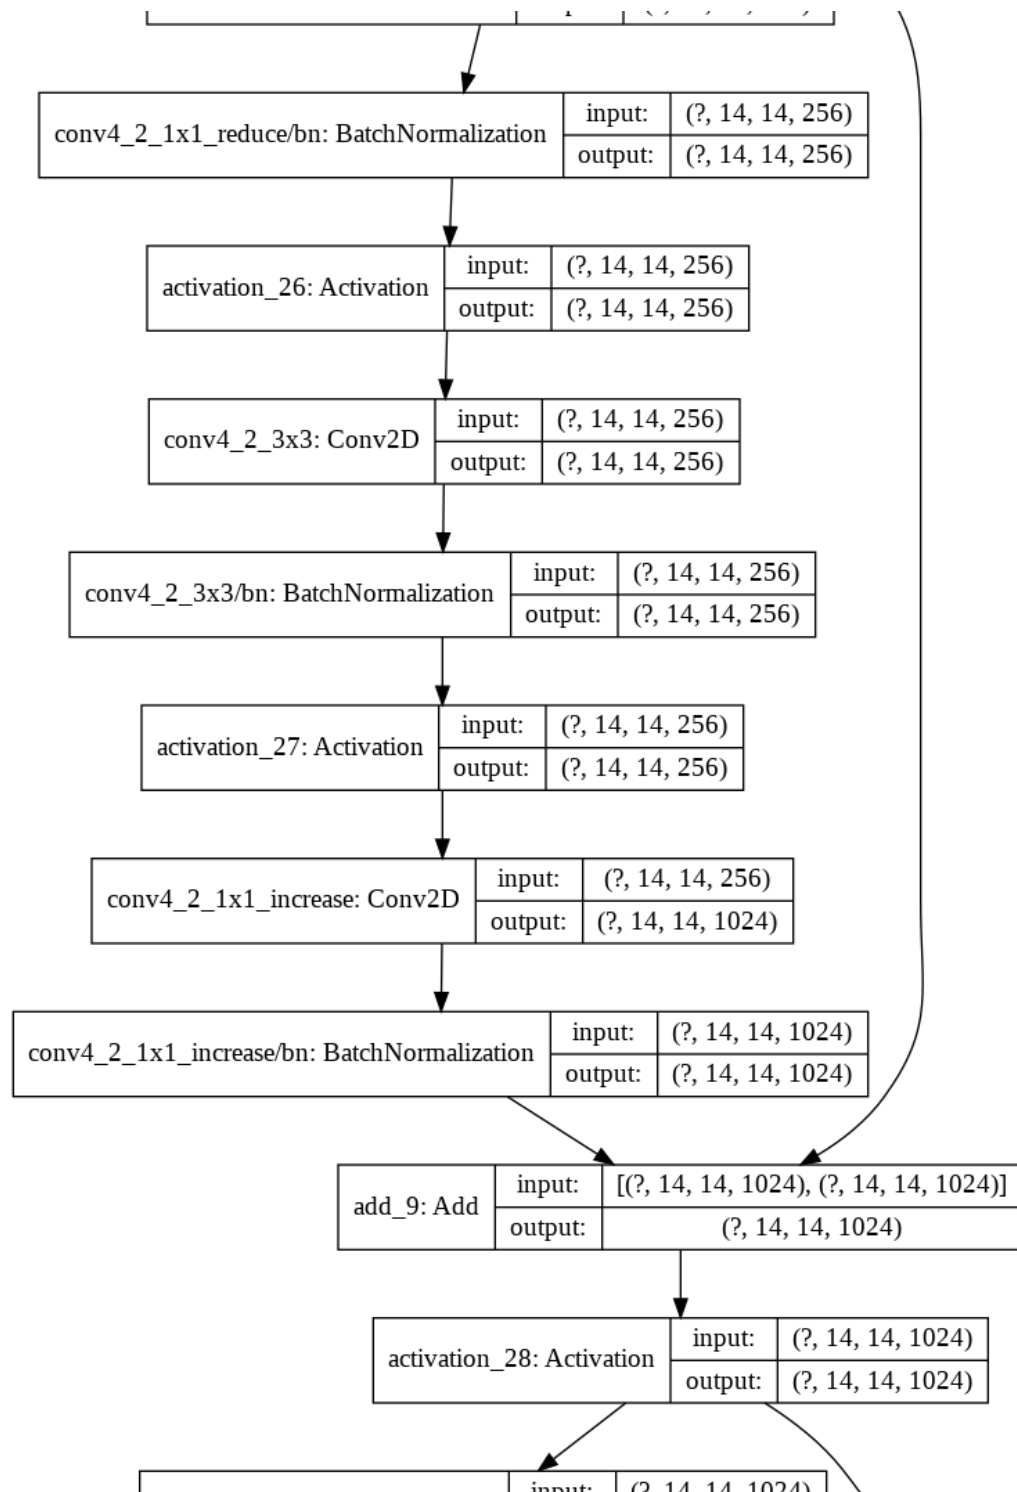 conv4_2_1x1_reduce/bn: BatchNormalization
input: (?, 14, 14, 256)
output: (?, 14, 14, 256)
activation_26: Activation
input: (?, 14, 14, 256)
output: (?, 14, 14, 256)
conv4_2_3x3: Conv2D
input: (?, 14, 14, 256)
output: (?, 14, 14, 256)
conv4_2_3x3/bn: BatchNormalization
input: (?, 14, 14, 256)
output: (?, 14, 14, 256)
activation_27: Activation
input: (?, 14, 14, 256)
output: (?, 14, 14, 256)
conv4_2_1x1_increase: Conv2D
input: (?, 14, 14, 256)
output: (?, 14, 14, 1024)
conv4_2_1x1_increase/bn: BatchNormalization
input: (?, 14, 14, 1024)
output: (?, 14, 14, 1024)
add_9: Add
input: [(?, 14, 14, 1024), (?, 14, 14, 1024)]
output: (?, 14, 14, 1024)
activation_28: Activation
input: (?, 14, 14, 1024)
output: (?, 14, 14, 1024)
input: (?, 14, 14, 1024)